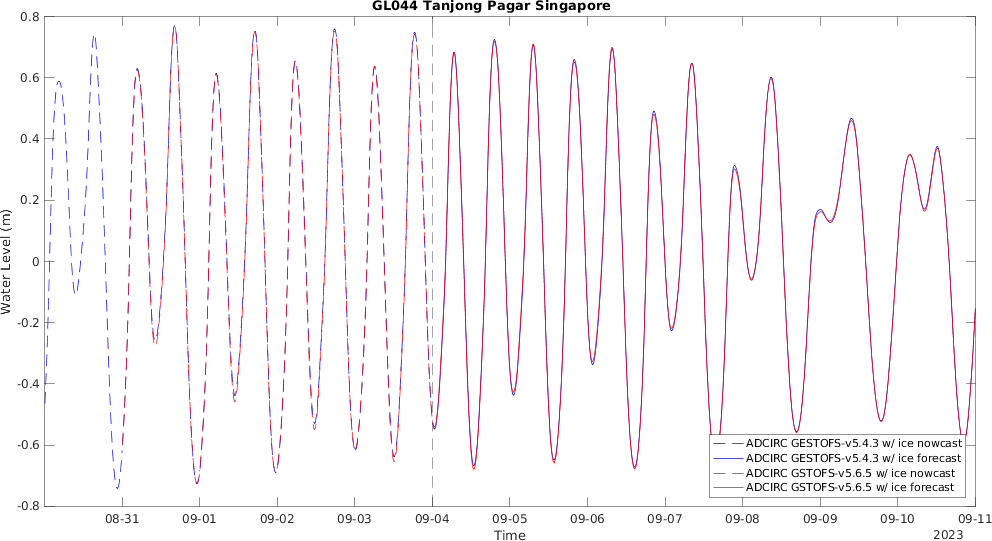 GL044 Tanjong Pagar Singapore
0.8
0.6
0.4
0.2
0
-0.2
-0.4
-0.6
-0.8
Water Level (m)
ADCIRC GESTOFS-v5.4.3 w/ ice nowcast
ADCIRC GESTOFS-v5.4.3 w/ ice forecast
ADCIRC GSTOFS-v5.6.5 w/ ice nowcast
ADCIRC GSTOFS-v5.6.5 w/ ice forecast
08-31 09-01 09-02 09-03 09-04 09-05 09-06 09-07 09-08 09-09 09-10 09-11
Time
2023